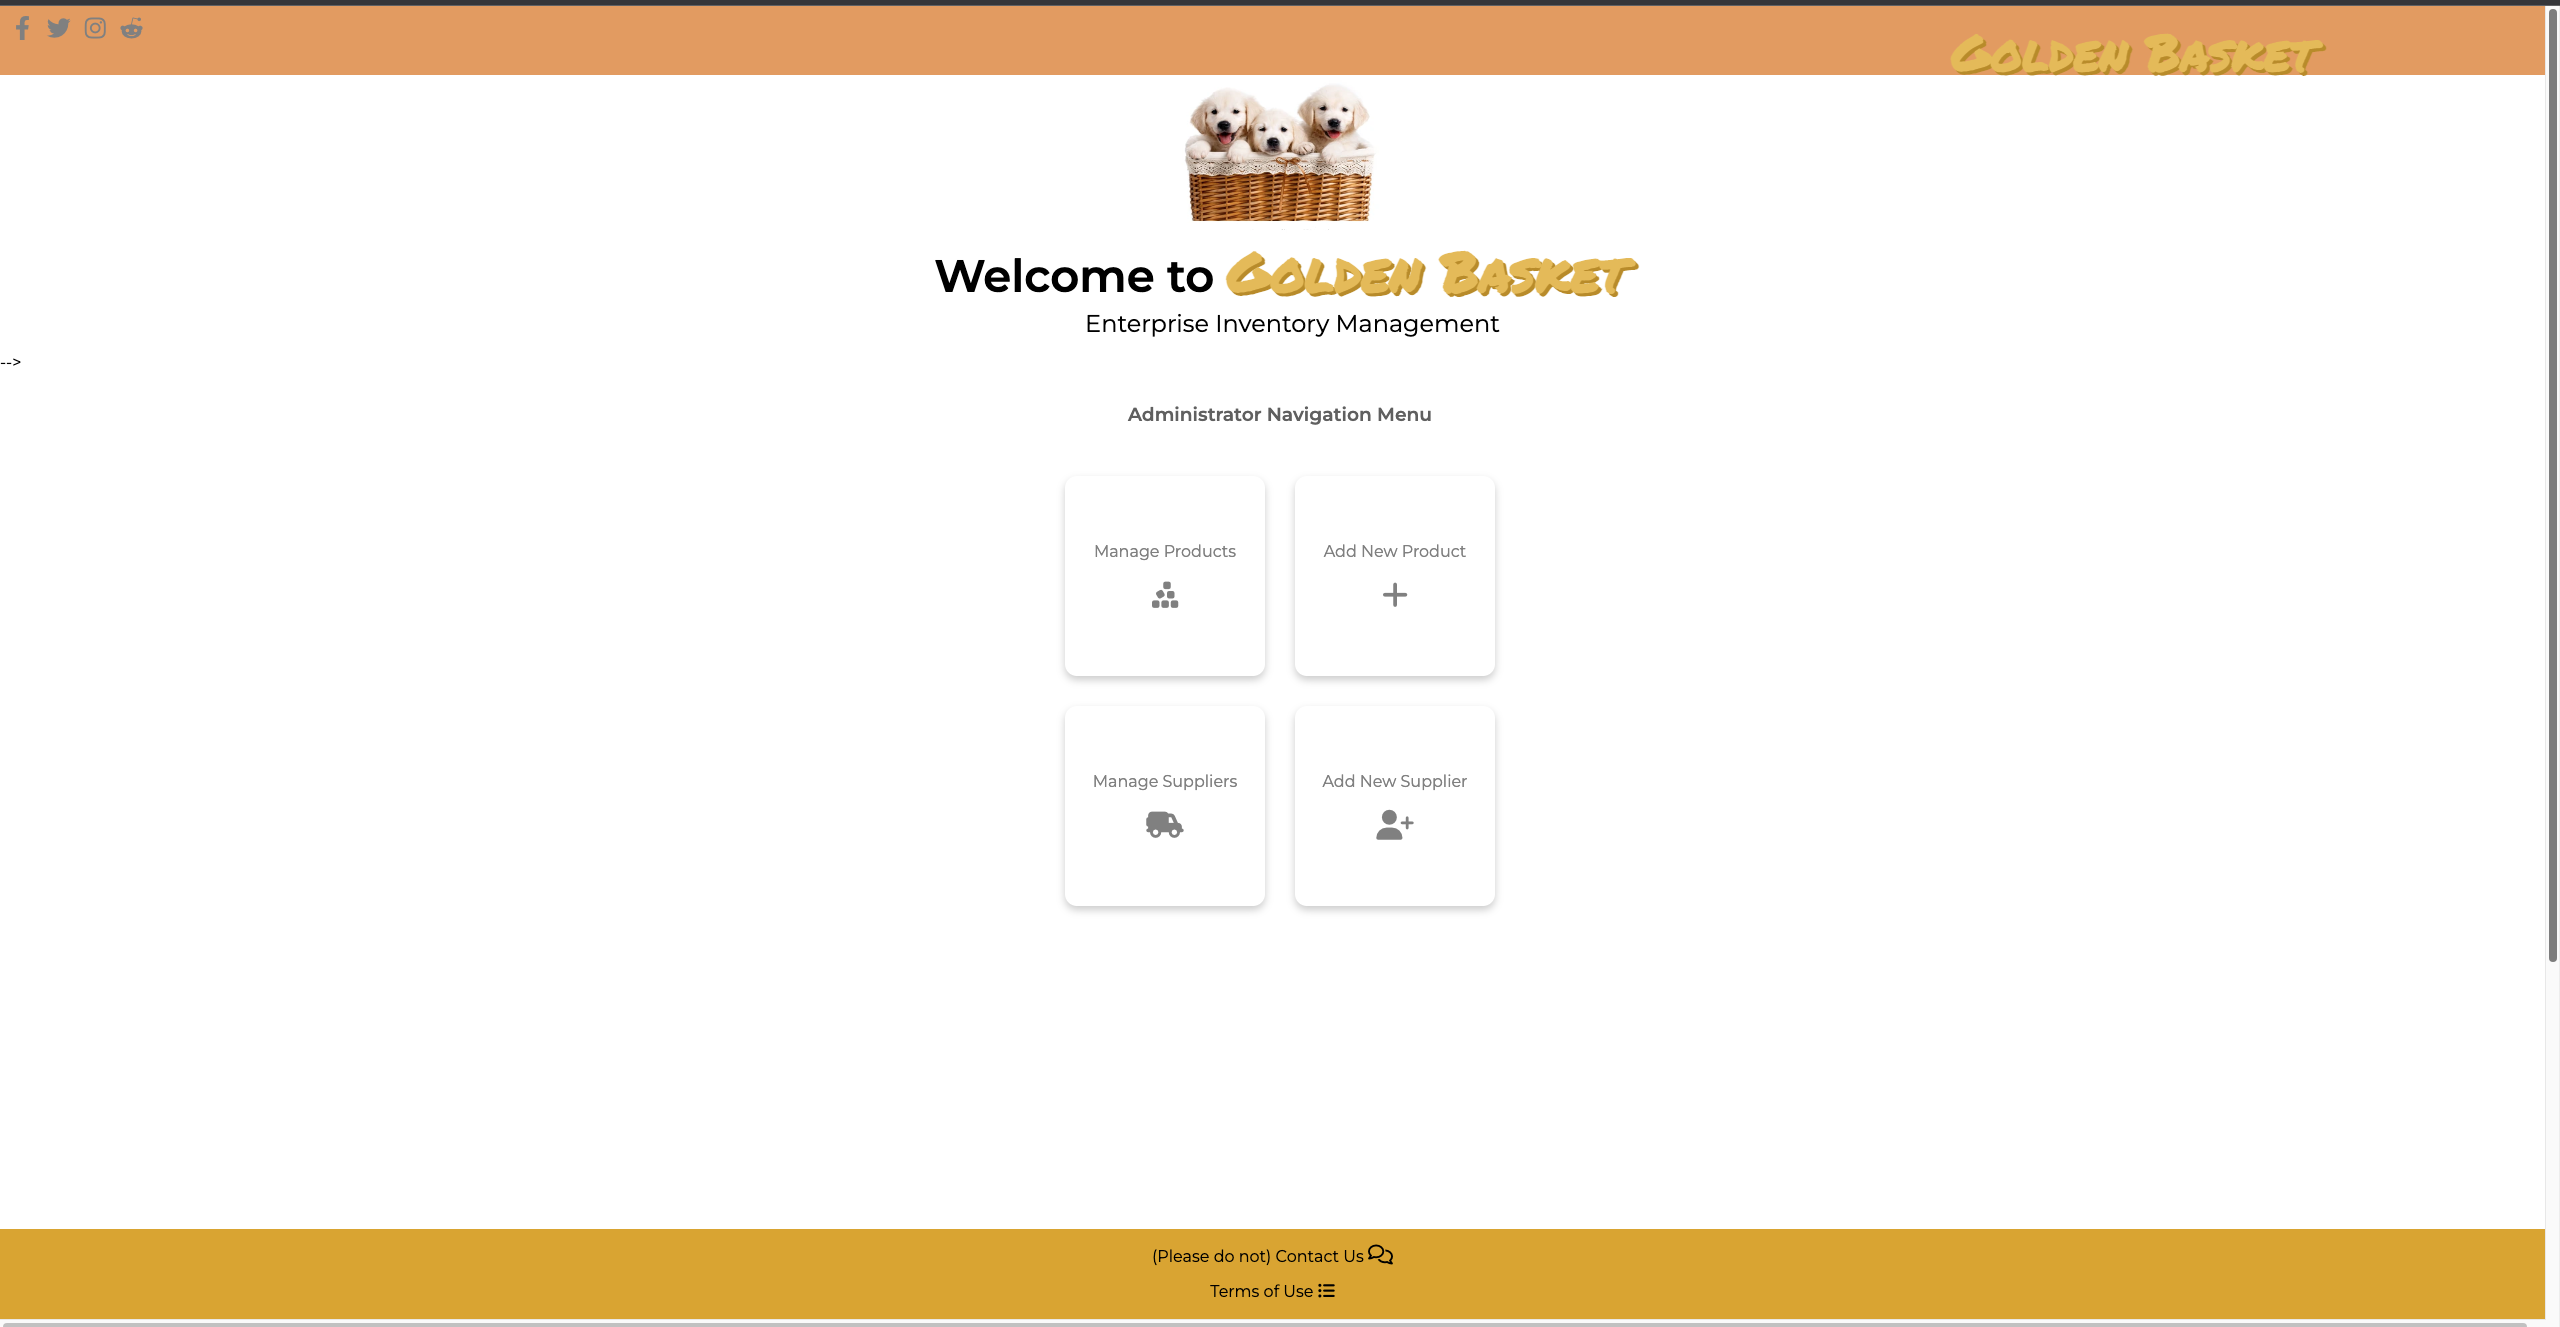 Golden Basket
Welcome to Golden Basket
Enterprise Inventory Management
-->
Administrator Navigation Menu
Manage Products
Add New Product
Manage Suppliers
Add New Supplier
(Please do not) Contact Us
Terms of Use